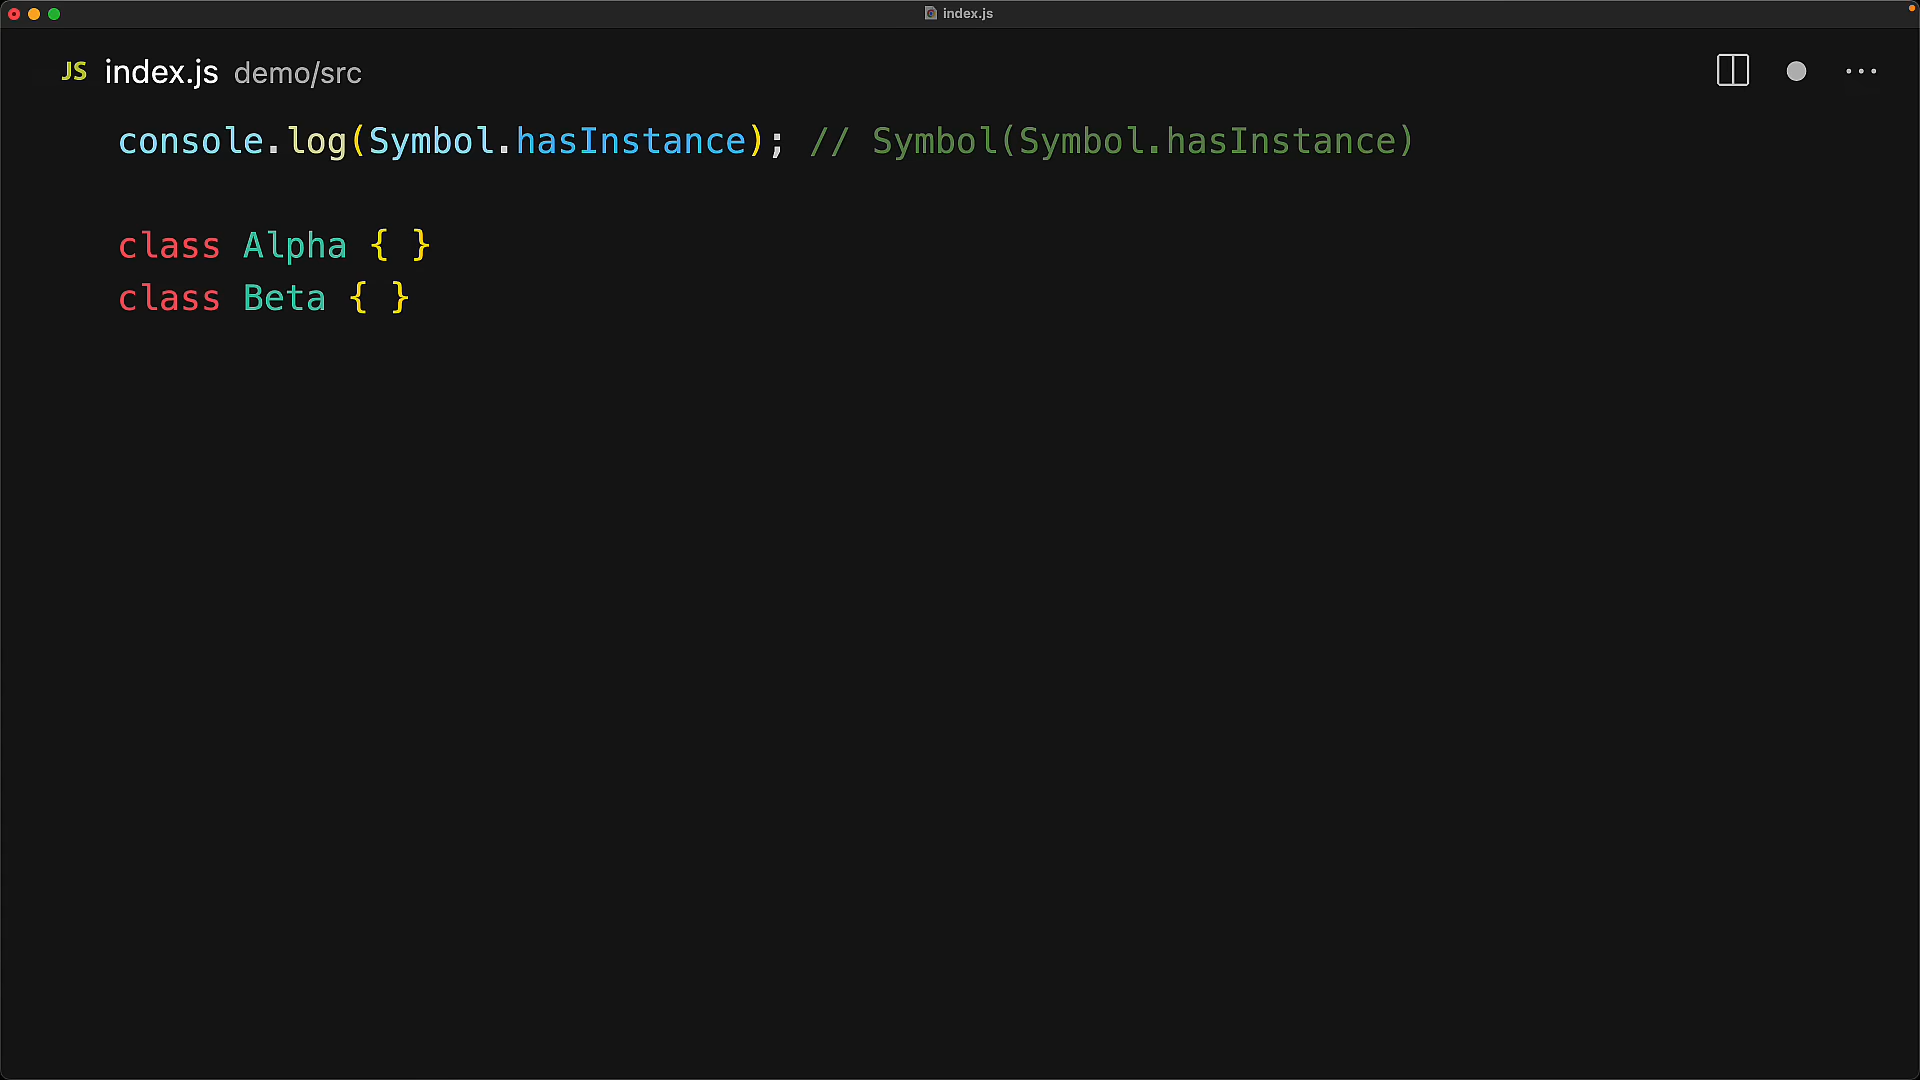 index.js
JS index.js demo/src
console.log(Symbol.hasInstance); // Symbol(Symbol.hasInstance)
class Alpha { }
class Beta { }